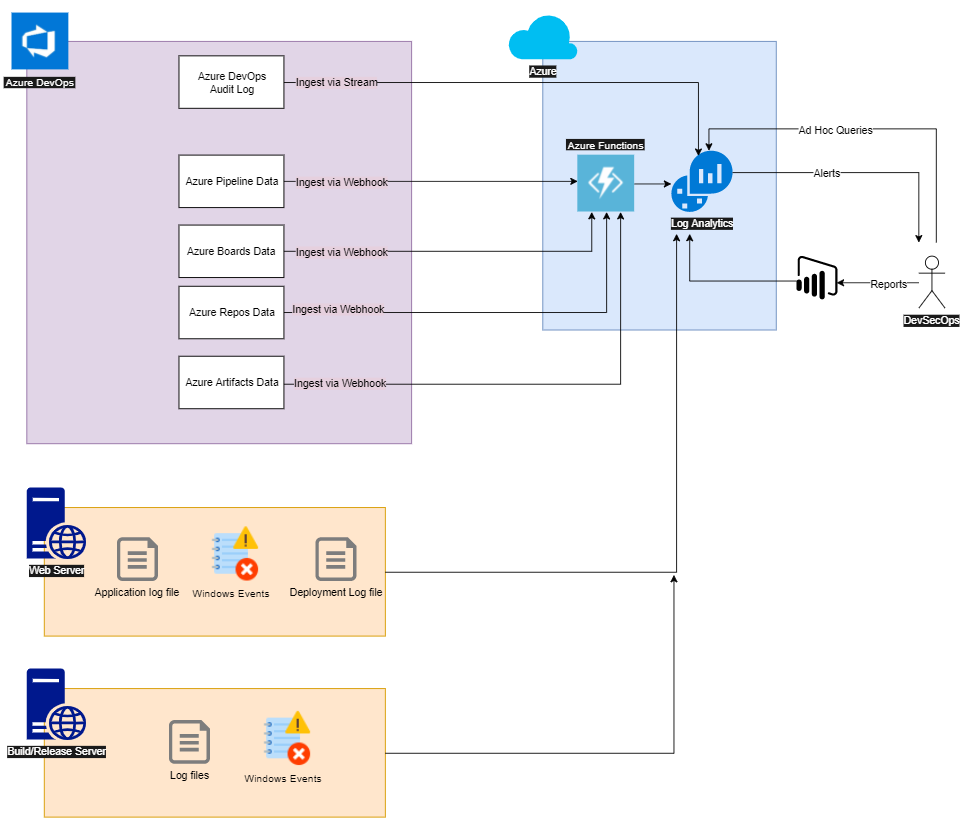 Azure DevOps
Azure DevOps
Audit Log
Ingest via Stream
Azure
Ad Hoc Queries
Azure Functions
Azure Pipeline Data
Ingest via Webhook
Alerts
Log Analytics
Azure Boards Data
Ingest via Webhook
Reports
Azure Repos Data
Ingest via Webhook
DevSecOps
Azure Artifacts Data
Ingest via Webhook
Web Server
Application log file
Windows Events
Deployment Log file
Build/Release Server
Log files
Windows Events